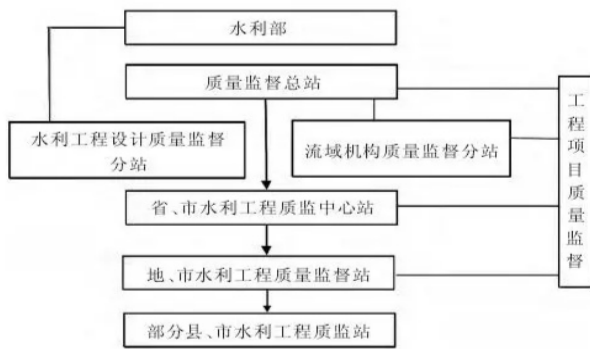 水利部
质量监督总站
水利工程设计质量监督
分站
流域机构质量监督分站
工程项目质量监督
省、市水利工程质监中心站
地、市水利工程质量监督站
部分县、市水利工程质监站